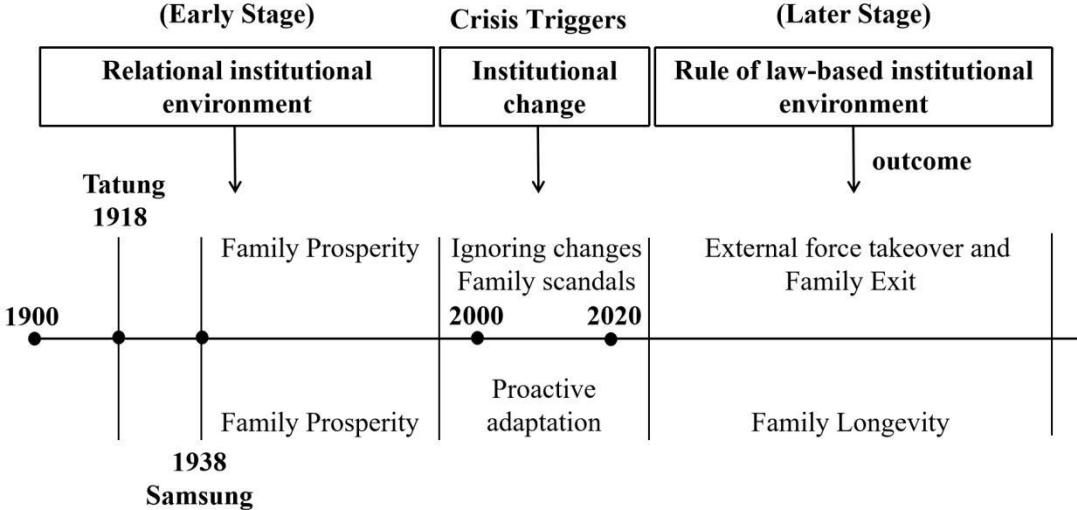 (Early Stage)
Crisis Triggers
(Later Stage)
Relational institutional
environment
Institutional
change
Rule of law-based institutional
environment
outcome
Tatung
1918
Family Prosperity
Ignoring changes
Family scandals
External force takeover and
Family Exit
1900
2000
2020
Family Prosperity
Proactive
adaptation
Family Longevity
1938
Samsung